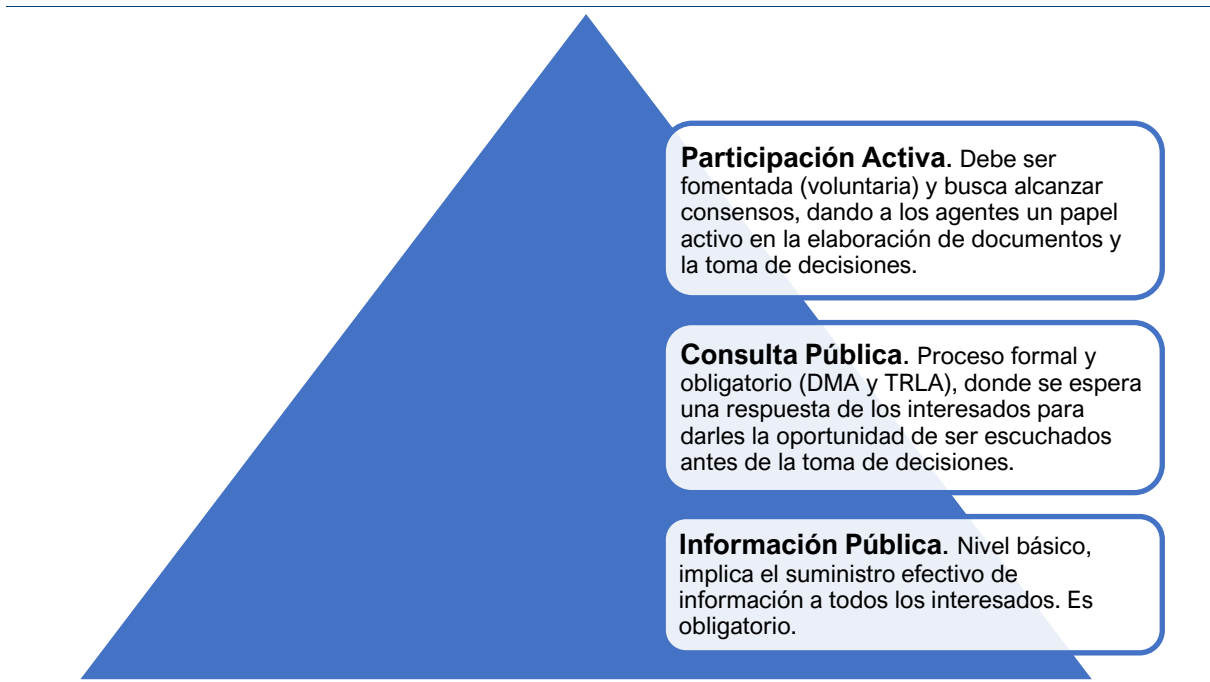 Participación Activa. Debe ser
fomentada (voluntaria) y busca alcanzar
consensos, dando a los agentes un papel
activo en la elaboración de documentos y
la toma de decisiones.
Consulta Pública. Proceso formal y
obligatorio (DMA y TRLA), donde se espera
una respuesta de los interesados para
darles la oportunidad de ser escuchados
antes de la toma de decisiones.
Información Pública. Nivel básico,
implica el suministro efectivo de
información a todos los interesados. Es
obligatorio.